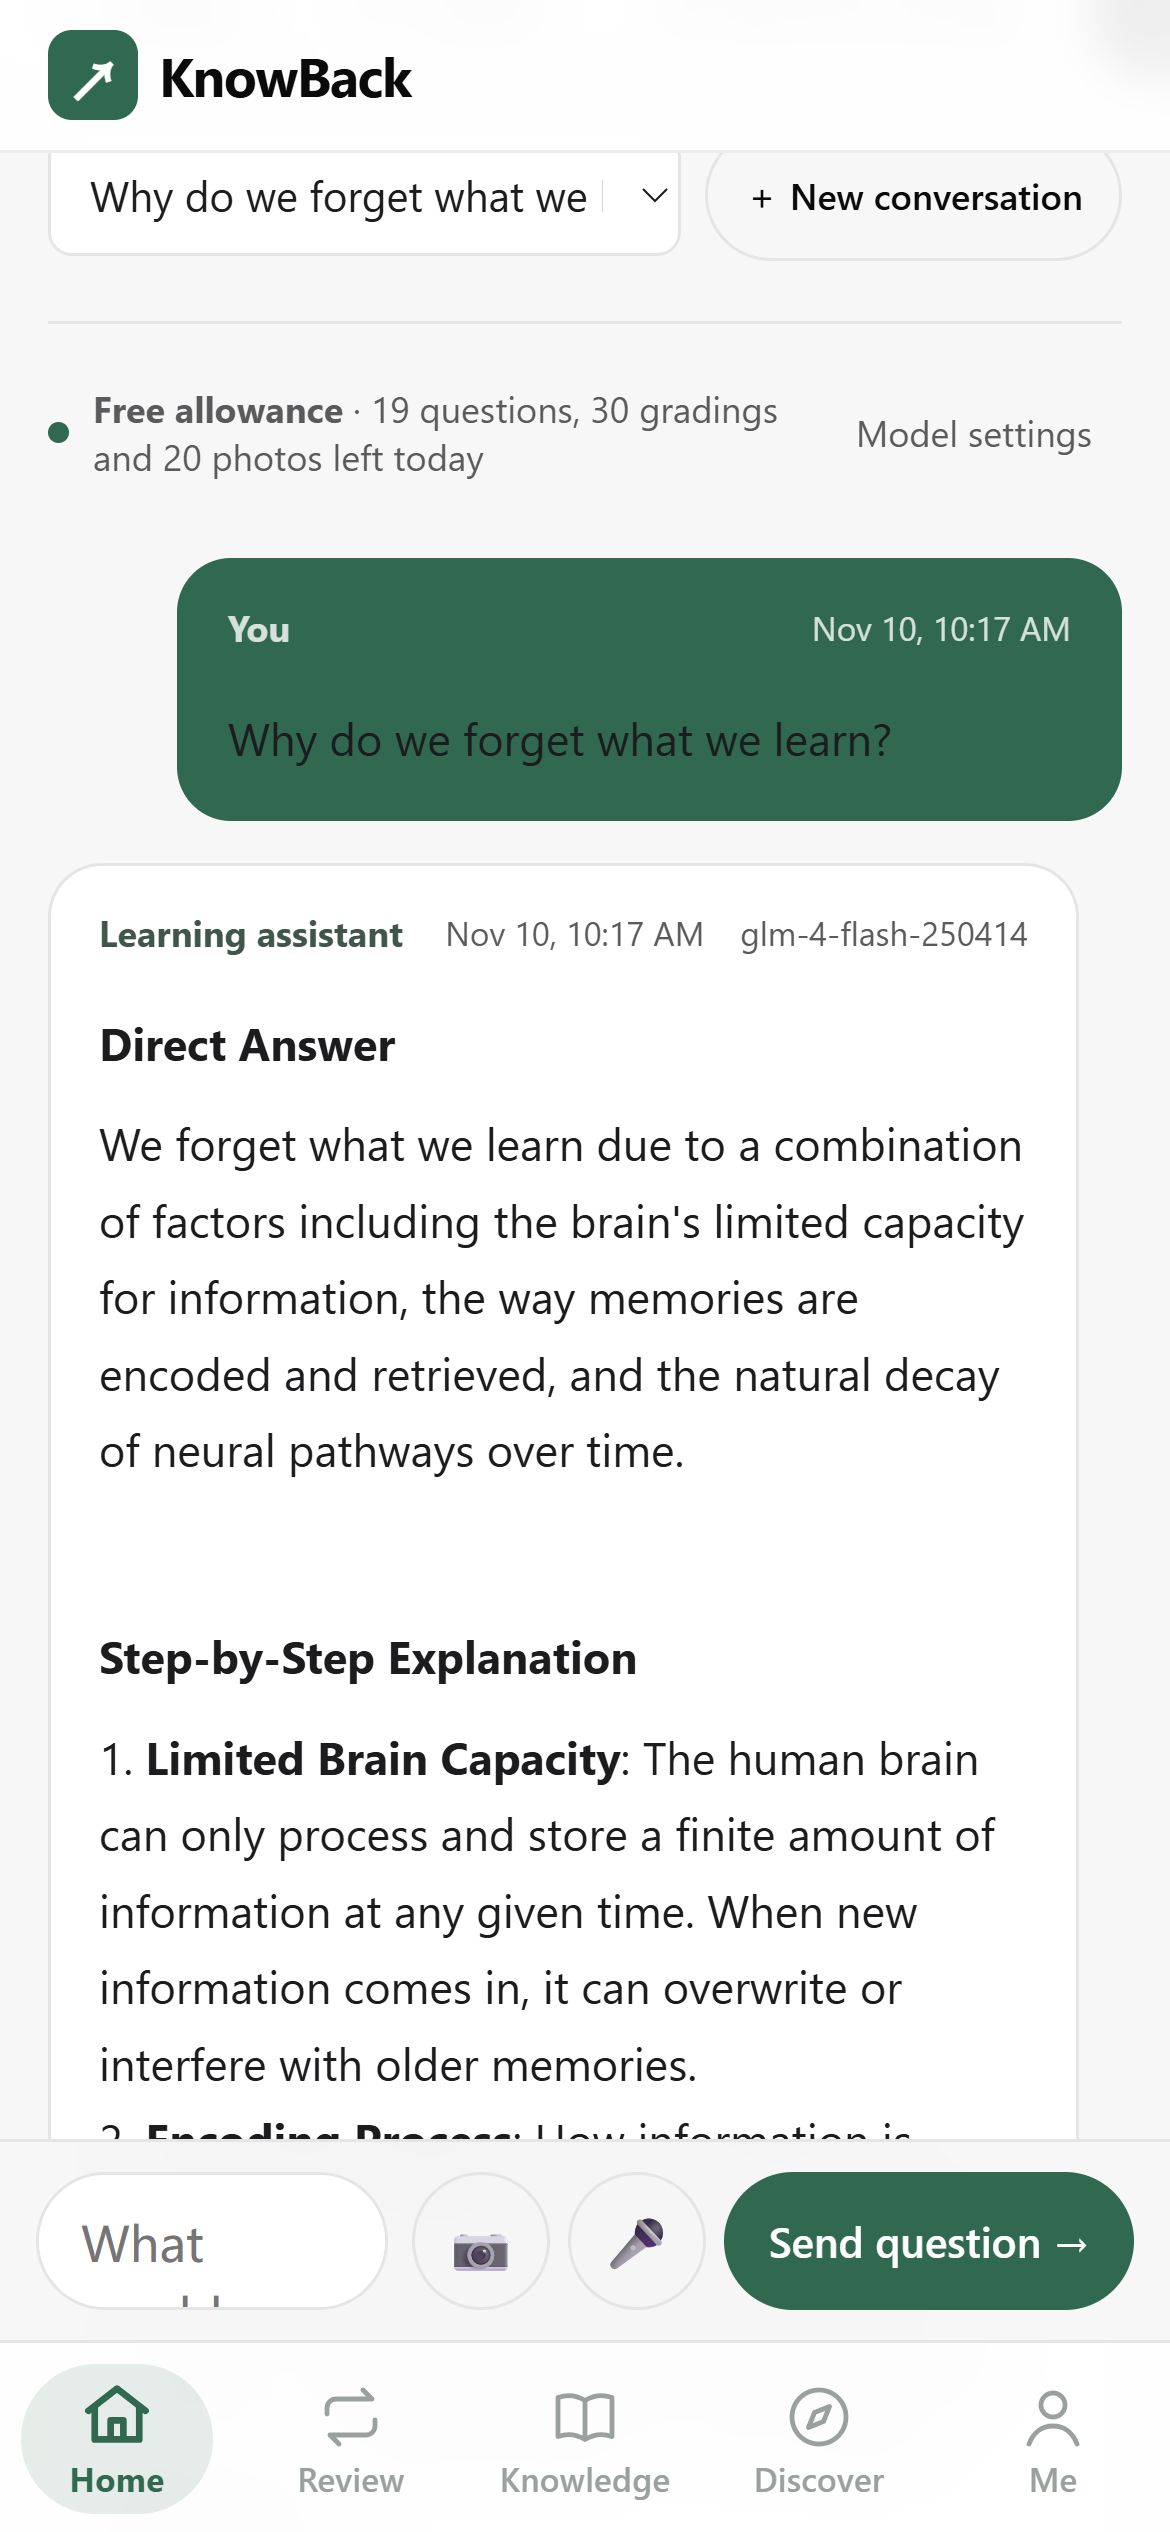 KnowBack
Why do we forget what we
+ New conversation
Free allowance · 19 questions, 30 gradings
and 20 photos left today
Model settings
You
Nov 10, 10:17 AM
Why do we forget what we learn?
Learning assistant
Nov 10, 10:17 AM
glm-4-flash-250414
Direct Answer
We forget what we learn due to a combination
of factors including the brain's limited capacity
for information, the way memories are
encoded and retrieved, and the natural decay
of neural pathways over time.
Step-by-Step Explanation
1. Limited Brain Capacity: The human brain
can only process and store a finite amount of
information at any given time. When new
information comes in, it can overwrite or
interfere with older memories.
2. Encoding Process: How information is
What
Send question →
Home
Review
Knowledge
Discover
Me